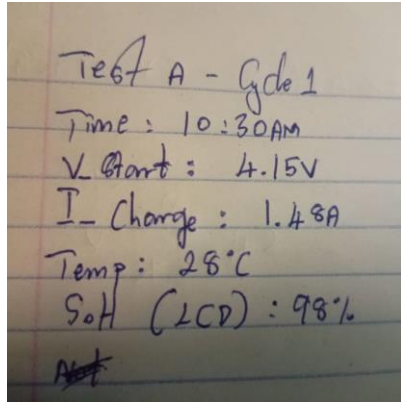 Test A - Cycle 1
Time : 10:30AM
V_Start : 4.15V
I_Charge : 1.48A
Temp : 28°C
SoH (LCD) : 98%